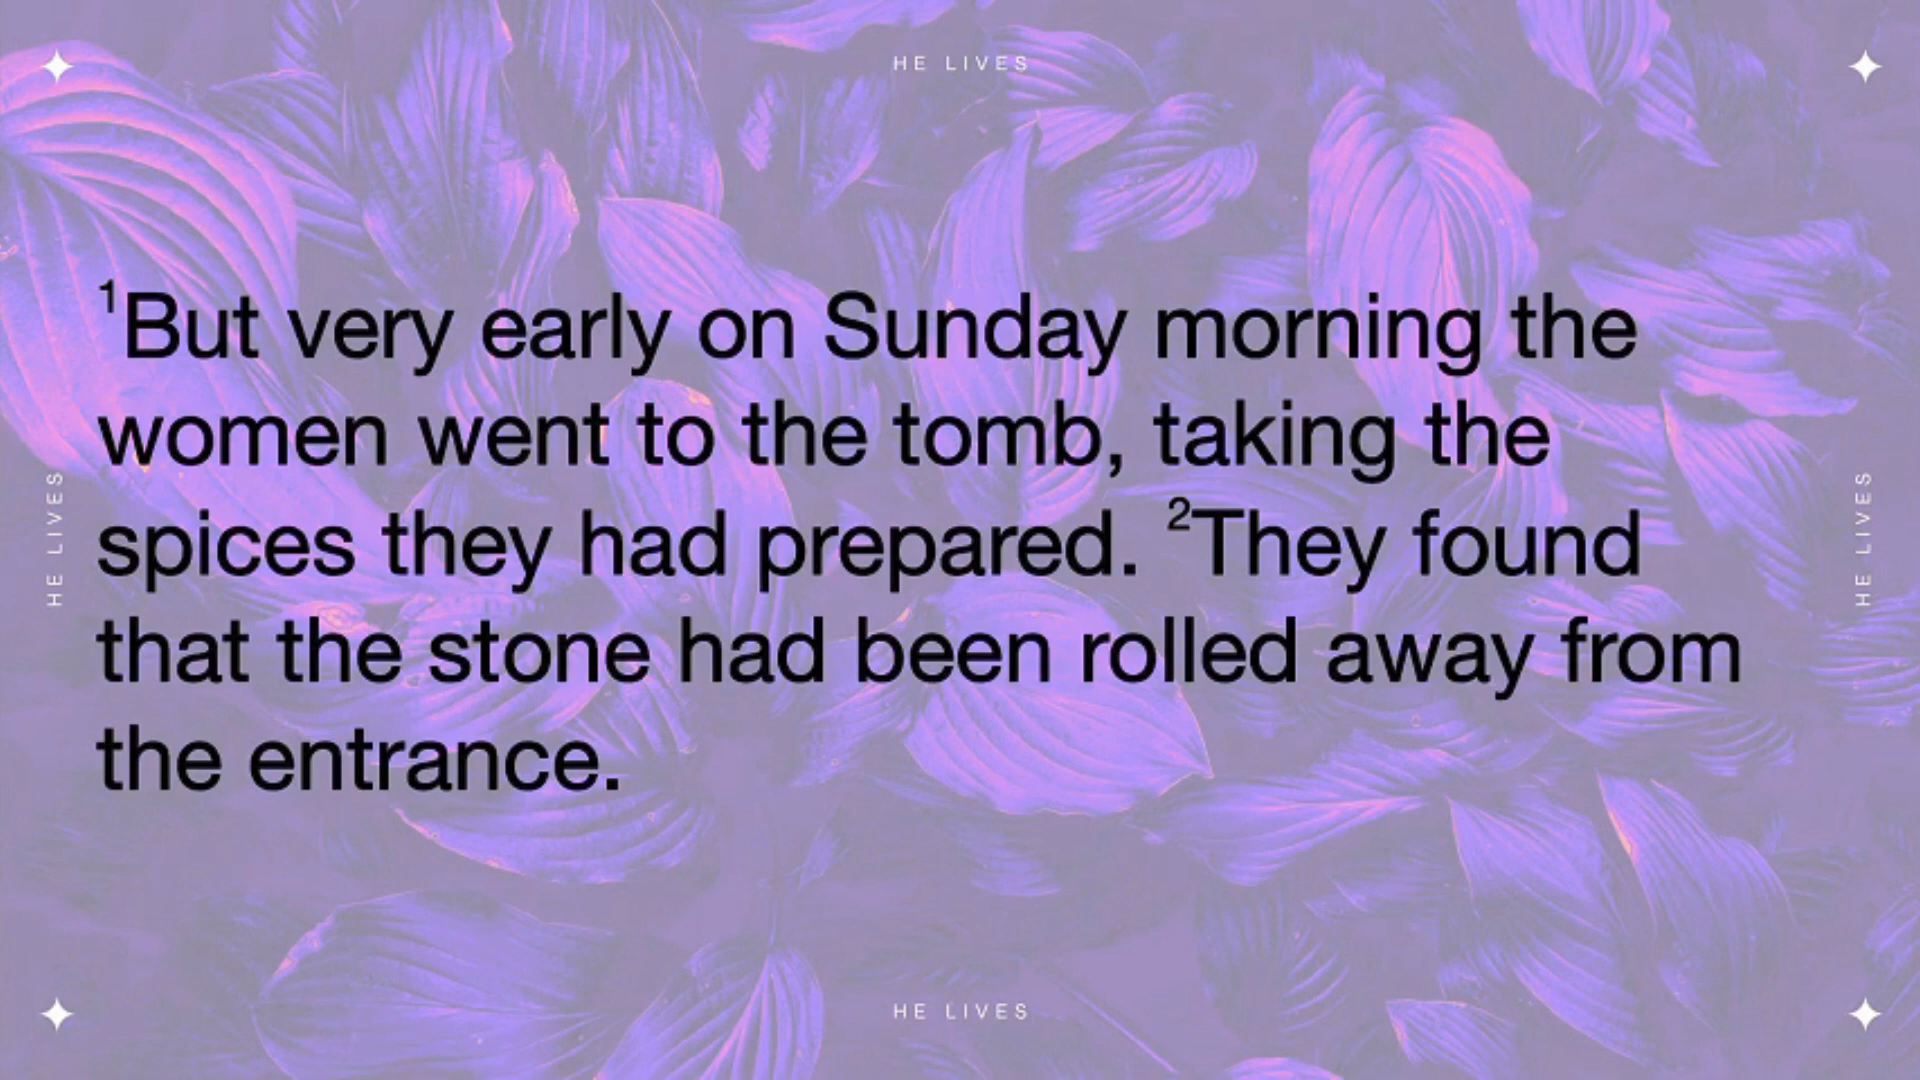 HE LIVES
¹But very early on Sunday morning the
women went to the tomb, taking the
spices they had prepared. ²They found
that the stone had been rolled away from
the entrance.
HE LIVES
HE LIVES
HE LIVES